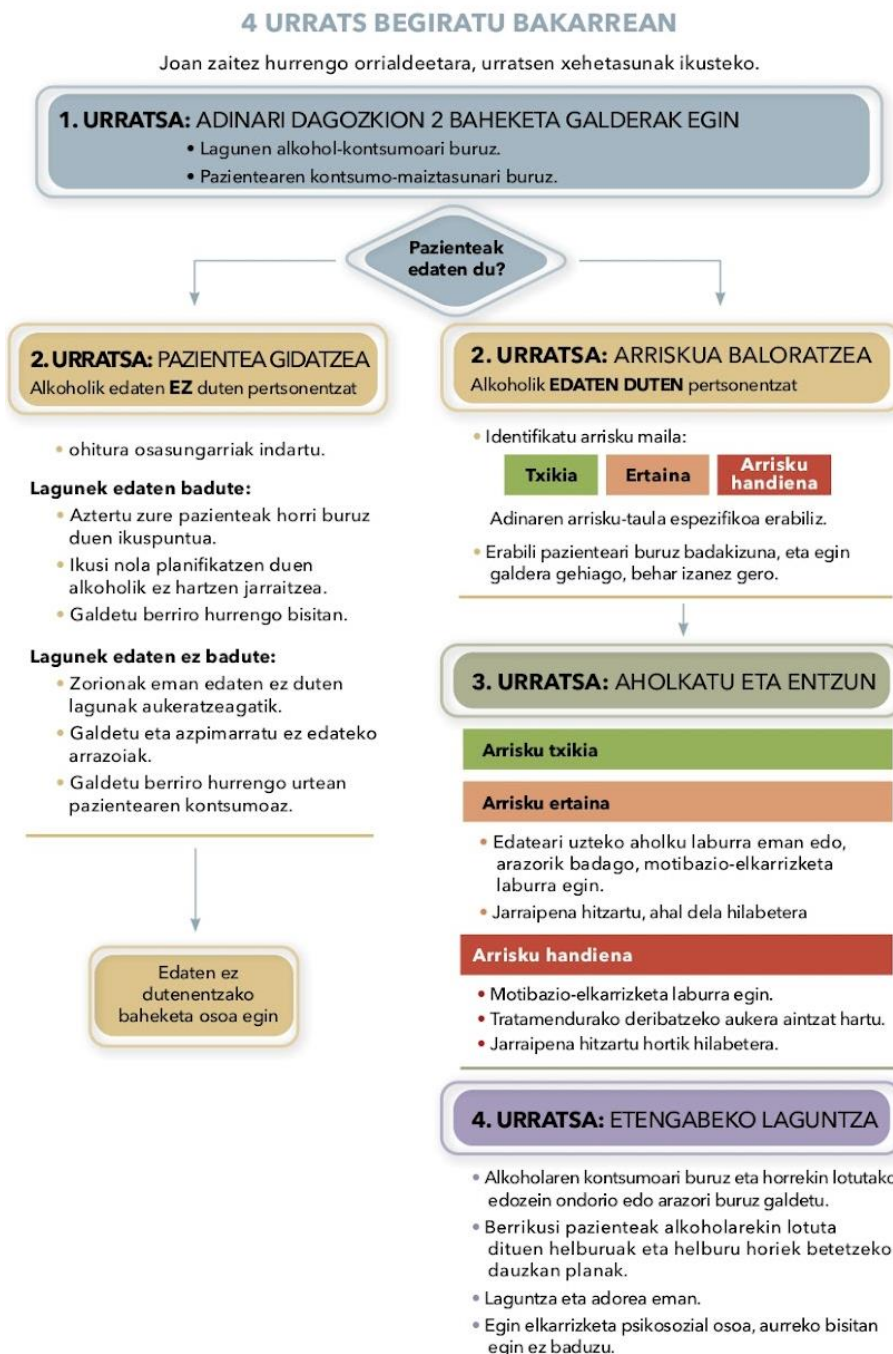 4 URRATS BEGIRATU BAKARREAN
Joan zaitez hurrengo orrialdeetara, urratsen xehetasunak ikusteko.
1. URRATSA: ADINARI DAGOZKION 2 BAHEKETA GALDERAK EGIN
• Lagunen alkohol-kontsumoari buruz.
• Pazientearen kontsumo-maiztasunari buruz.
Pazienteak
edaten du?
2. URRATSA: PAZIENTEA GIDATZEA
Alkoholik edaten EZ duten pertsonentzat
• ohitura osasungarriak indartu.
Lagunek edaten badute:
• Aztertu zure pazienteak horri buruz
duen ikuspuntua.
• Ikusi nola planifikatzen duen
alkoholik ez hartzen jarraitzea.
• Galdetu berriro hurrengo bisitan.
Lagunek edaten ez badute:
• Zorionak eman edaten ez duten
lagunak aukeratzeagatik.
• Galdetu eta azpimarratu ez edateko
arrazoiak.
• Galdetu berriro hurrengo urtean
pazientearen kontsumoaz.
Edaten ez
dutenentzako
baheketa osoa egin
2. URRATSA: ARRISKUA BALORATZEA
Alkoholik EDATEN DUTEN pertsonentzat
• Identifikatu arrisku maila:
Txikia
Ertaina
Arrisku
handiena
Adinaren arrisku-taula espezifikoa erabiliz.
• Erabili pazienteari buruz badakizuna, eta egin
galdera gehiago, behar izanez gero.
3. URRATSA: AHOLKATU ETA ENTZUN
Arrisku txikia
Arrisku ertaina
• Edateari uzteko aholku laburra eman edo,
arazorik badago, motibazio-elkarrizketa
laburra egin.
• Jarraipena hitzartu, ahal dela hilabetera
Arrisku handiena
• Motibazio-elkarrizketa laburra egin.
• Tratamendurako deribatzeko aukera aintzat hartu.
• Jarraipena hitzartu hortik hilabetera.
4. URRATSA: ETENGABEKO LAGUNTZA
• Alkoholaren kontsumoari buruz eta horrekin lotutako
edozein ondorio edo arazori buruz galdetu.
• Berrikusi pazienteak alkoholarekin lotuta
dituen helburuak eta helburu horiek betetzeko
dauzkan planak.
• Laguntza eta adorea eman.
• Egin elkarrizketa psikosozial osoa, aurreko bisitan
egin ez baduzu.